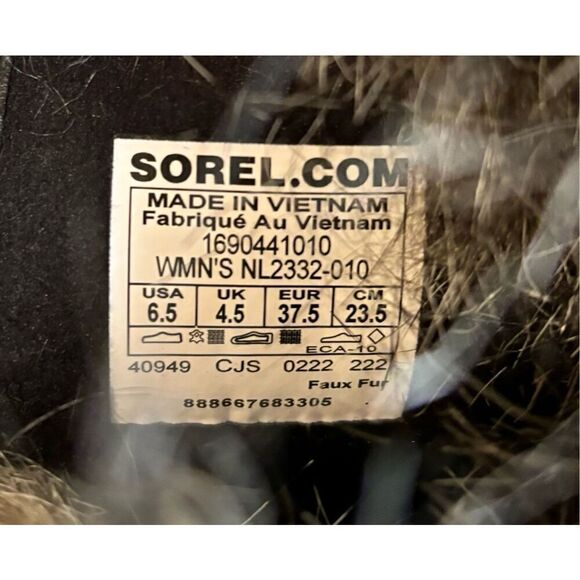 SOREL.COM
MADE IN VIETNAM
Fabriqué Au Vietnam
1690441010
WMN'S NL2332-010
USA UK EUR CM
6.5 4.5 37.5 23.5
ECA-10
40949 CJS 0222 222
Faux Fur
888667683305